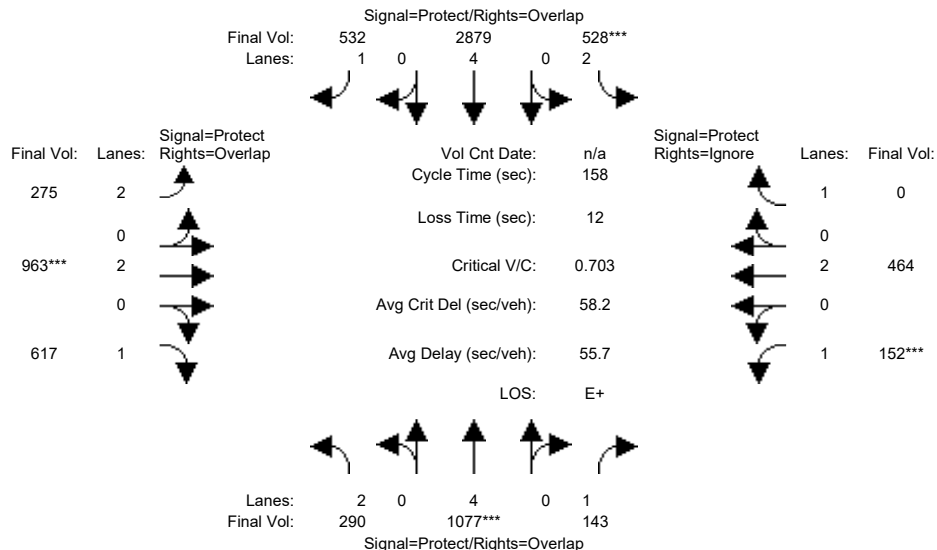 Signal=Protect/Rights=Overlap
Final Vol: 532 2879 528***
Lanes: 1 0 4 0 2
Signal=Protect Signal=Protect
Final Vol: Lanes: Rights=Overlap Vol Cnt Date: n/a Rights=Ignore Lanes: Final Vol:
Cycle Time (sec): 158
275 2 1 0
Loss Time (sec): 12
0 0
963*** 2 Critical V/C: 0.703 2 464
0 Avg Crit Del (sec/veh): 58.2 0
617 1 Avg Delay (sec/veh): 55.7 1 152***
LOS: E+
Lanes: 2 0 4 0 1
Final Vol: 290 1077*** 143
Signal=Protect/Rights=Overlap